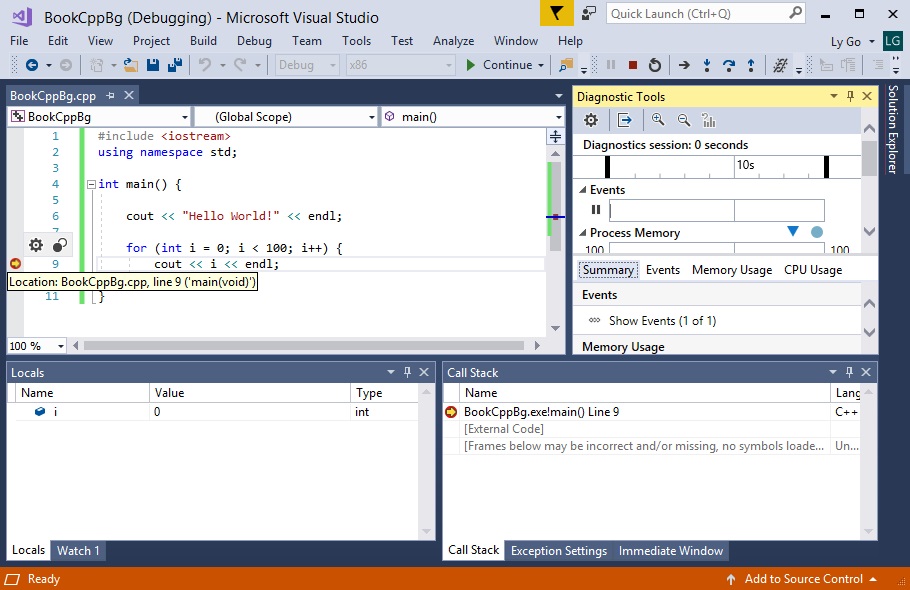 BookCppBg (Debugging) - Microsoft Visual Studio
Quick Launch (Ctrl+Q)
File Edit View Project Build Debug Team Tools Test Analyze Window Help
Ly Go LG
Debug x86 Continue
BookCppBg.cpp
BookCppBg (Global Scope) main()
1 #include <iostream>
2 using namespace std;
3
4 int main() {
5
6 cout << "Hello World!" << endl;
7
for (int i = 0; i < 100; i++) {
9 cout << i << endl;
Location: BookCppBg.cpp, line 9 ('main(void)')
11 }
100 %
Diagnostic Tools
Diagnostics session: 0 seconds
10s
Events
Process Memory
100 100
Summary Events Memory Usage CPU Usage
Events
Show Events (1 of 1)
Memory Usage
Solution Explorer
Locals
Name Value Type
i 0 int
Locals Watch 1
Call Stack
Name Lang
BookCppBg.exe!main() Line 9 C++
[External Code]
[Frames below may be incorrect and/or missing, no symbols loade... Un...
Call Stack Exception Settings Immediate Window
Ready Add to Source Control